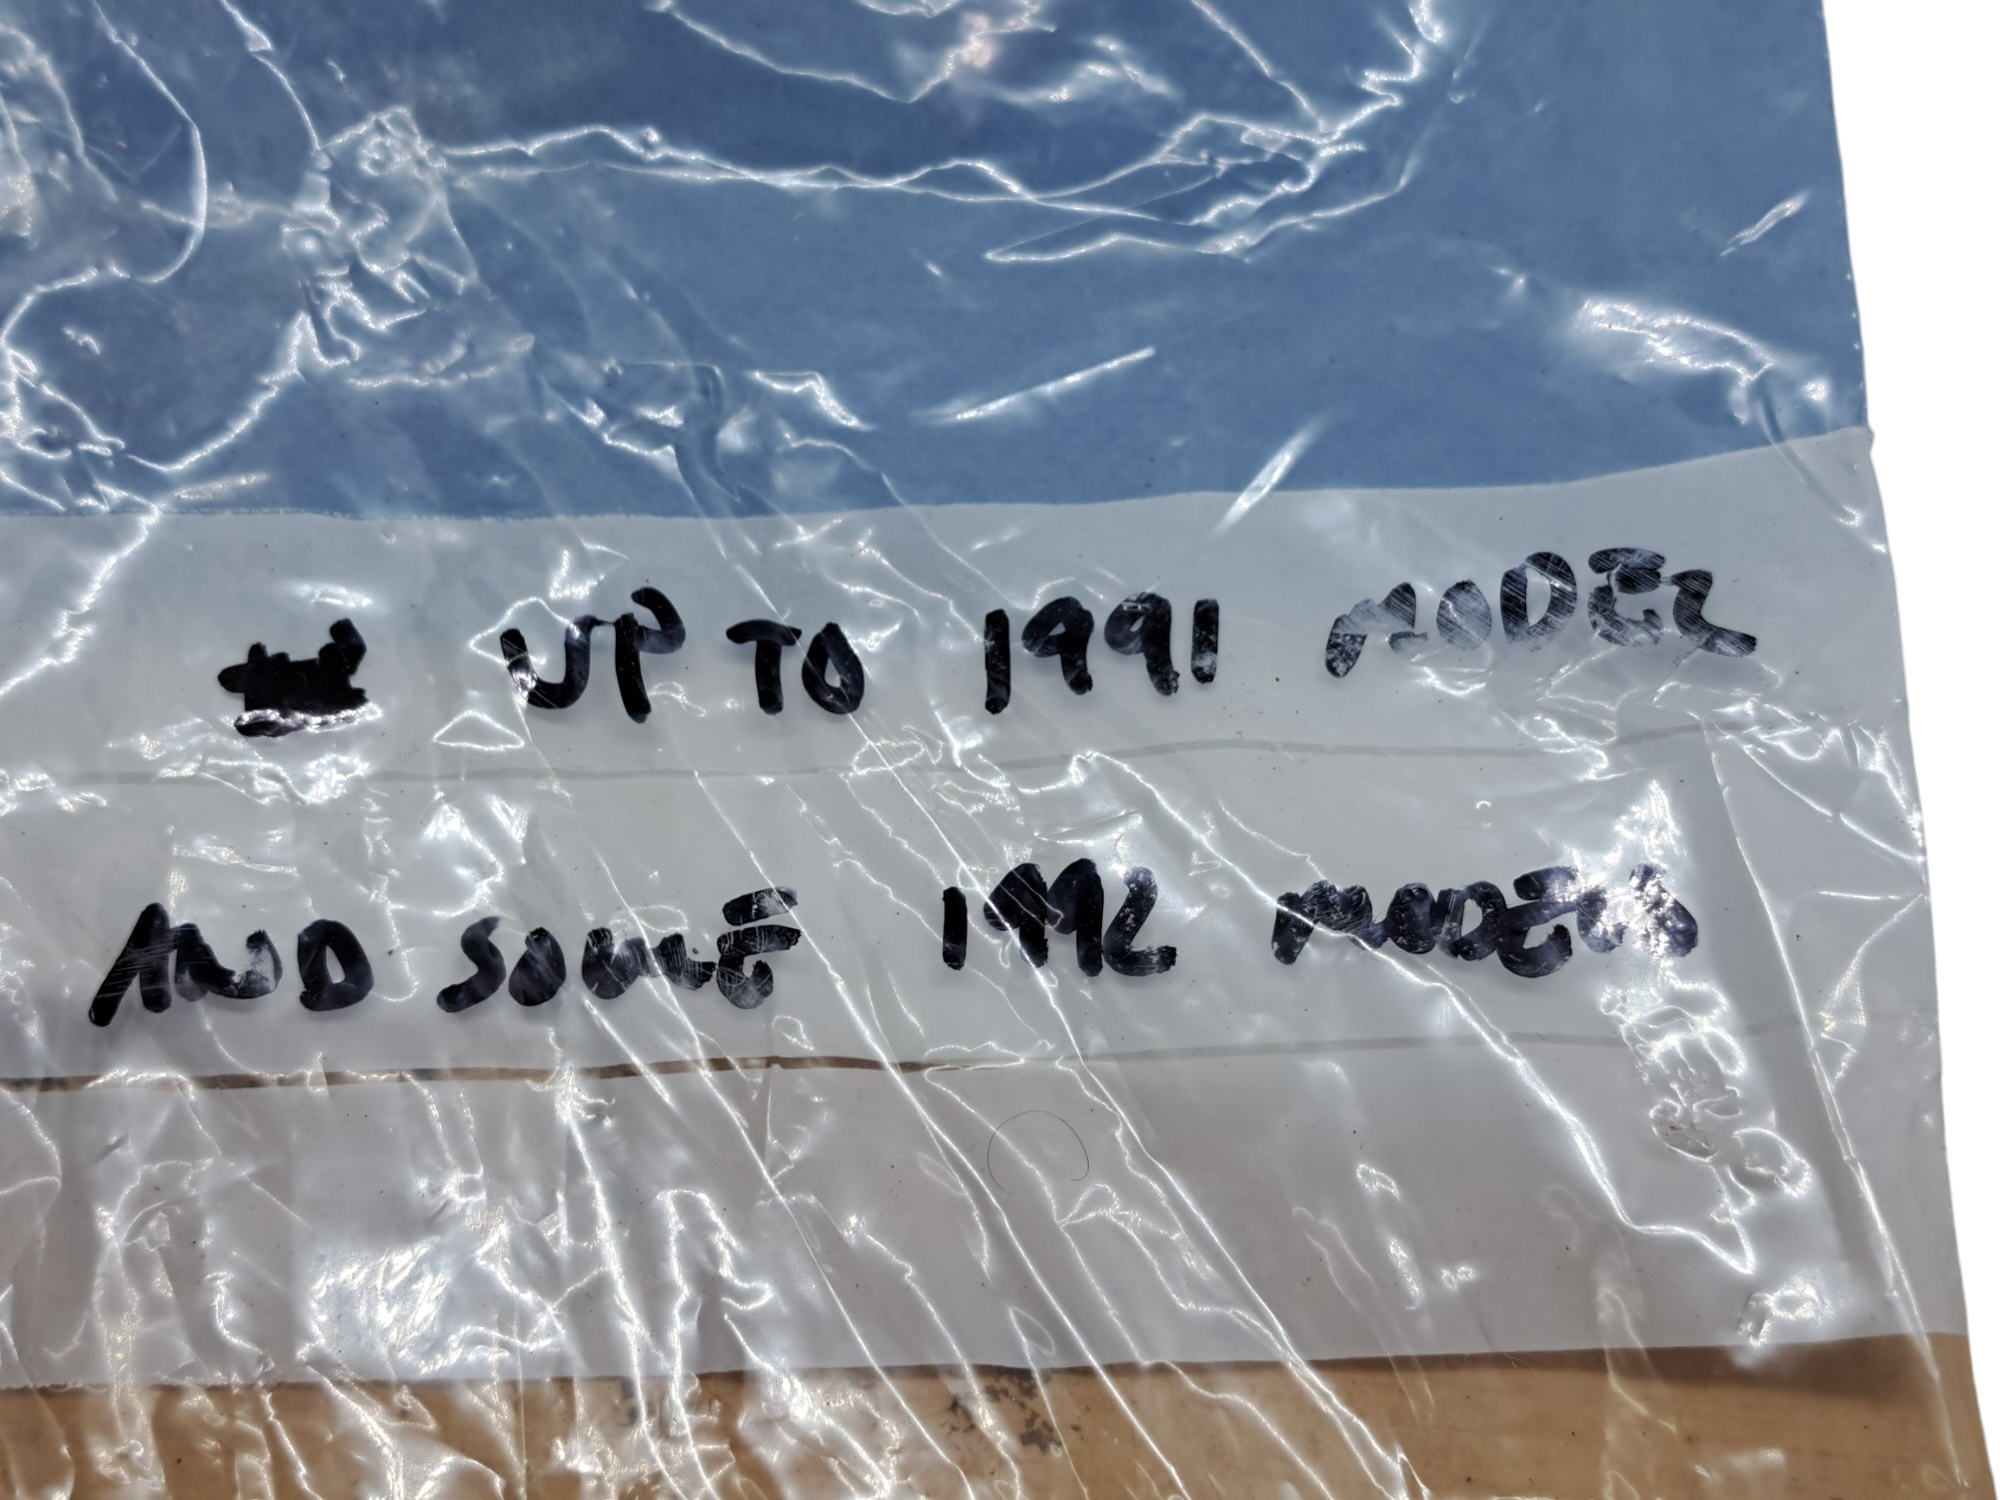 UP TO 1991 MODEL
AND SOME 1992 MODELS